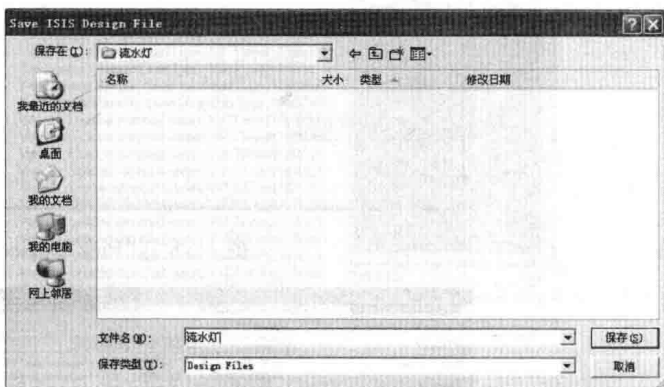 Save ISIS Design File
保存在(I): 流水灯
名称 大小 类型 修改日期
我最近的文档
桌面
我的文档
我的电脑
网上邻居
文件名(N): 流水灯
保存(S)
保存类型(T): Design Files
取消